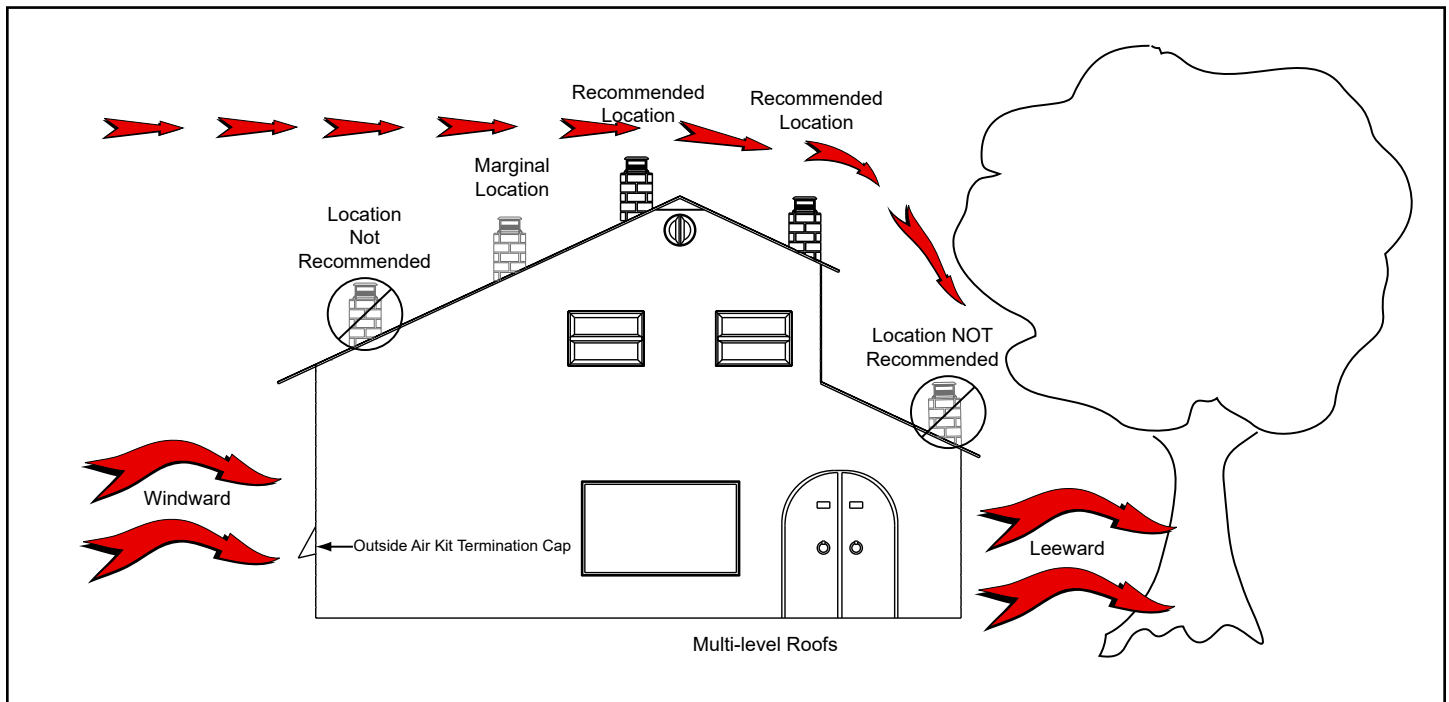 Recommended
Location
Recommended
Location
Marginal
Location
Location
Not
Recommended
Location NOT
Recommended
Windward
Outside Air Kit Termination Cap
Leeward
Multi-level Roofs